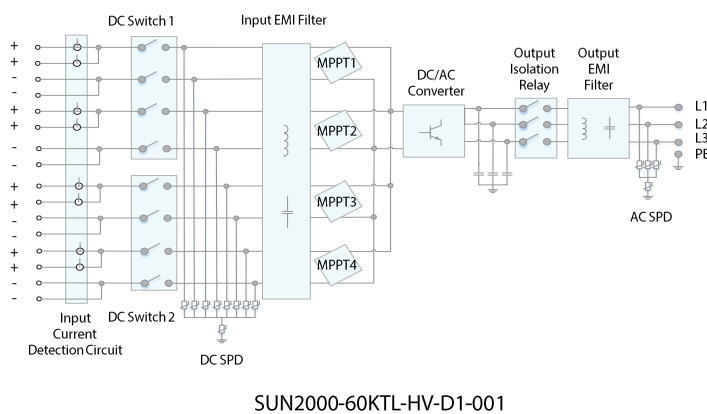 DC Switch 1
Input EMI Filter
+
+
-
-
+
+
-
-
+
+
-
-
+
+
-
-
MPPT1
MPPT2
MPPT3
MPPT4
DC/AC
Converter
Output
Isolation
Relay
Output
EMI
Filter
L1
L2
L3
PE
AC SPD
Input
Current
Detection Circuit
DC Switch 2
DC SPD
SUN2000-60KTL-HV-D1-001